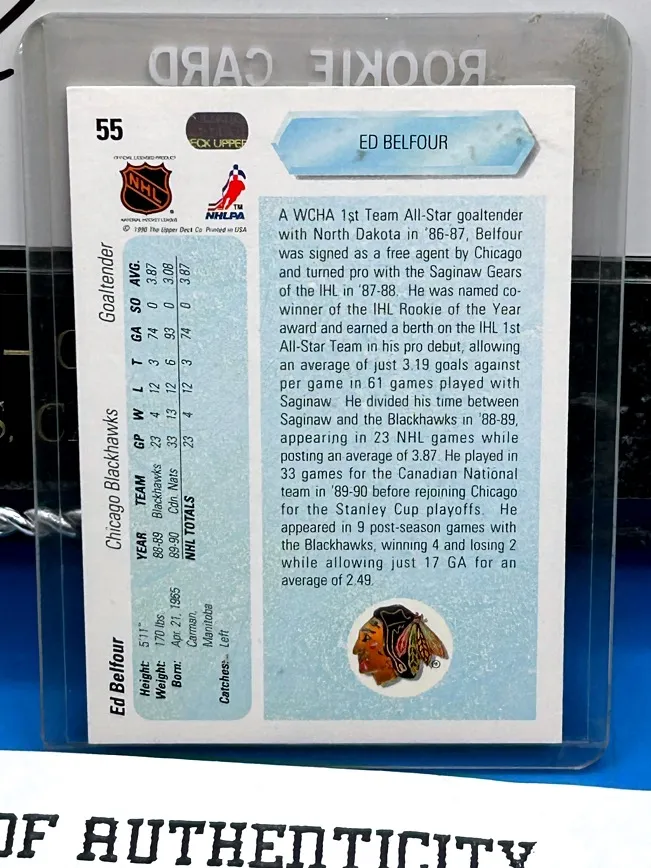 ROOKIE CARD
55
ECK UPPER
ED BELFOUR
OFFICIAL LICENSED PRODUCT
NHL
NATIONAL HOCKEY LEAGUE
NHLPA
TM
© 1990 The Upper Deck Co. Printed in USA
A WCHA 1st Team All-Star goaltender
with North Dakota in '86-87, Belfour
was signed as a free agent by Chicago
and turned pro with the Saginaw Gears
of the IHL in '87-88. He was named co-
winner of the IHL Rookie of the Year
award and earned a berth on the IHL 1st
All-Star Team in his pro debut, allowing
an average of just 3.19 goals against
per game in 61 games played with
Saginaw. He divided his time between
Saginaw and the Blackhawks in '88-89,
appearing in 23 NHL games while
posting an average of 3.87. He played in
33 games for the Canadian National
team in '89-90 before rejoining Chicago
for the Stanley Cup playoffs. He
appeared in 9 post-season games with
the Blackhawks, winning 4 and losing 2
while allowing just 17 GA for an
average of 2.49.
Ed Belfour Chicago Blackhawks Goaltender
Height: 5'11"
Weight: 170 lbs
Born: Apr. 21, 1965
Carman,
Manitoba
Catches: Left
YEAR TEAM GP W L T GA SO AVG.
88-89 Blackhawks 23 4 12 3 74 0 3.87
89-90 Cdn. Nats 33 13 12 6 93 0 3.08
NHL TOTALS 23 4 12 3 74 0 3.87
OF AUTHENTICITY